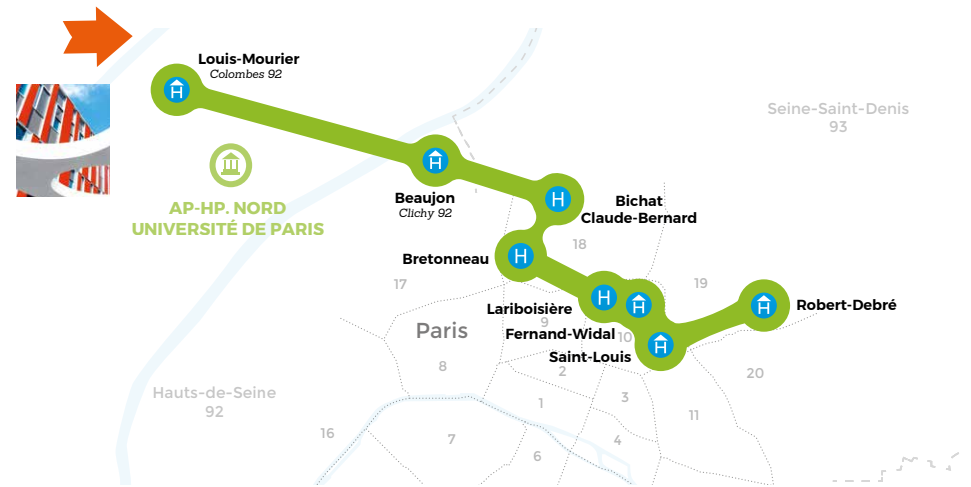 Louis-Mourier
Colombes 92
Seine-Saint-Denis
93
AP-HP. NORD
UNIVERSITÉ DE PARIS
Beaujon
Clichy 92
Bichat
Claude-Bernard
18
Bretonneau
17
19
Lariboisière
Robert-Debré
Paris
9
Fernand-Widal
10
Saint-Louis
8
2
20
Hauts-de-Seine
92
1
3
11
16
7
4
6
H
H
H
H
H
H
H
H